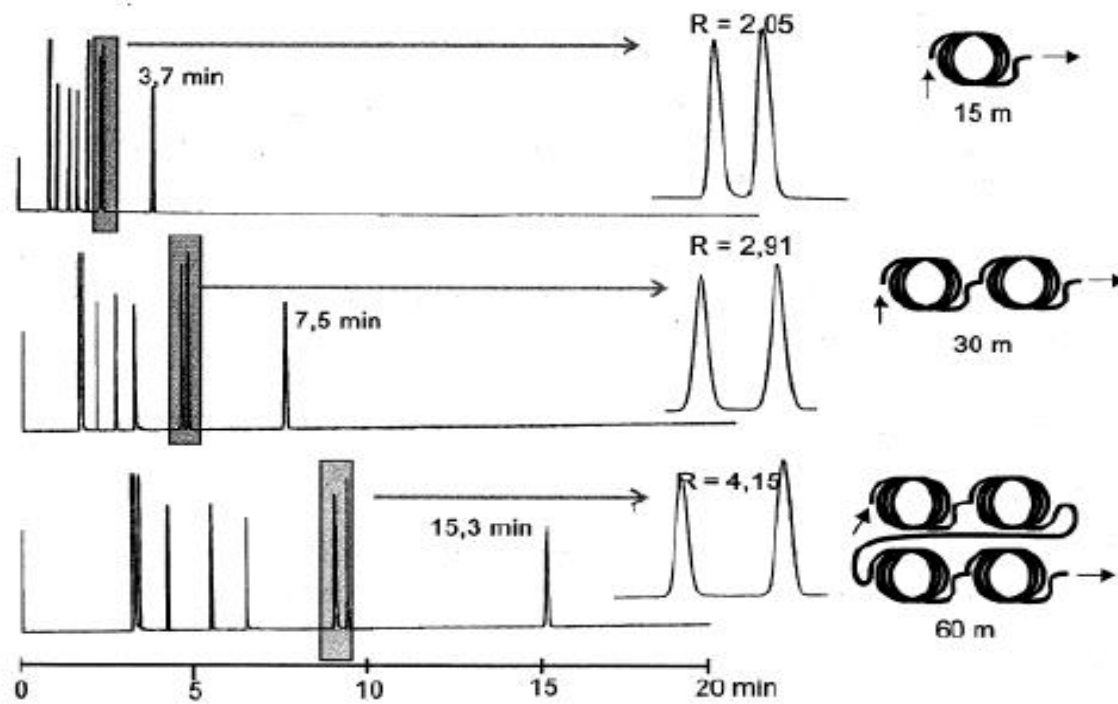 R = 2,05
3,7 min
15 m
R = 2,91
7,5 min
30 m
R = 4,15
15,3 min
60 m
0 5 10 15 20 min